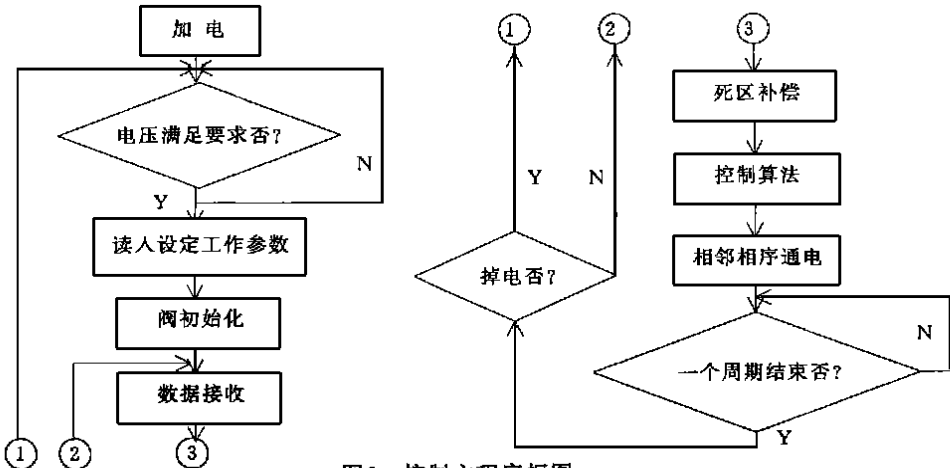 加 电
电压满足要求否?
N
Y
读入设定工作参数
阀初始化
数据接收
①
②
③
①
②
Y
N
掉电否?
③
死区补偿
控制算法
相邻相序通电
N
一个周期结束否?
Y